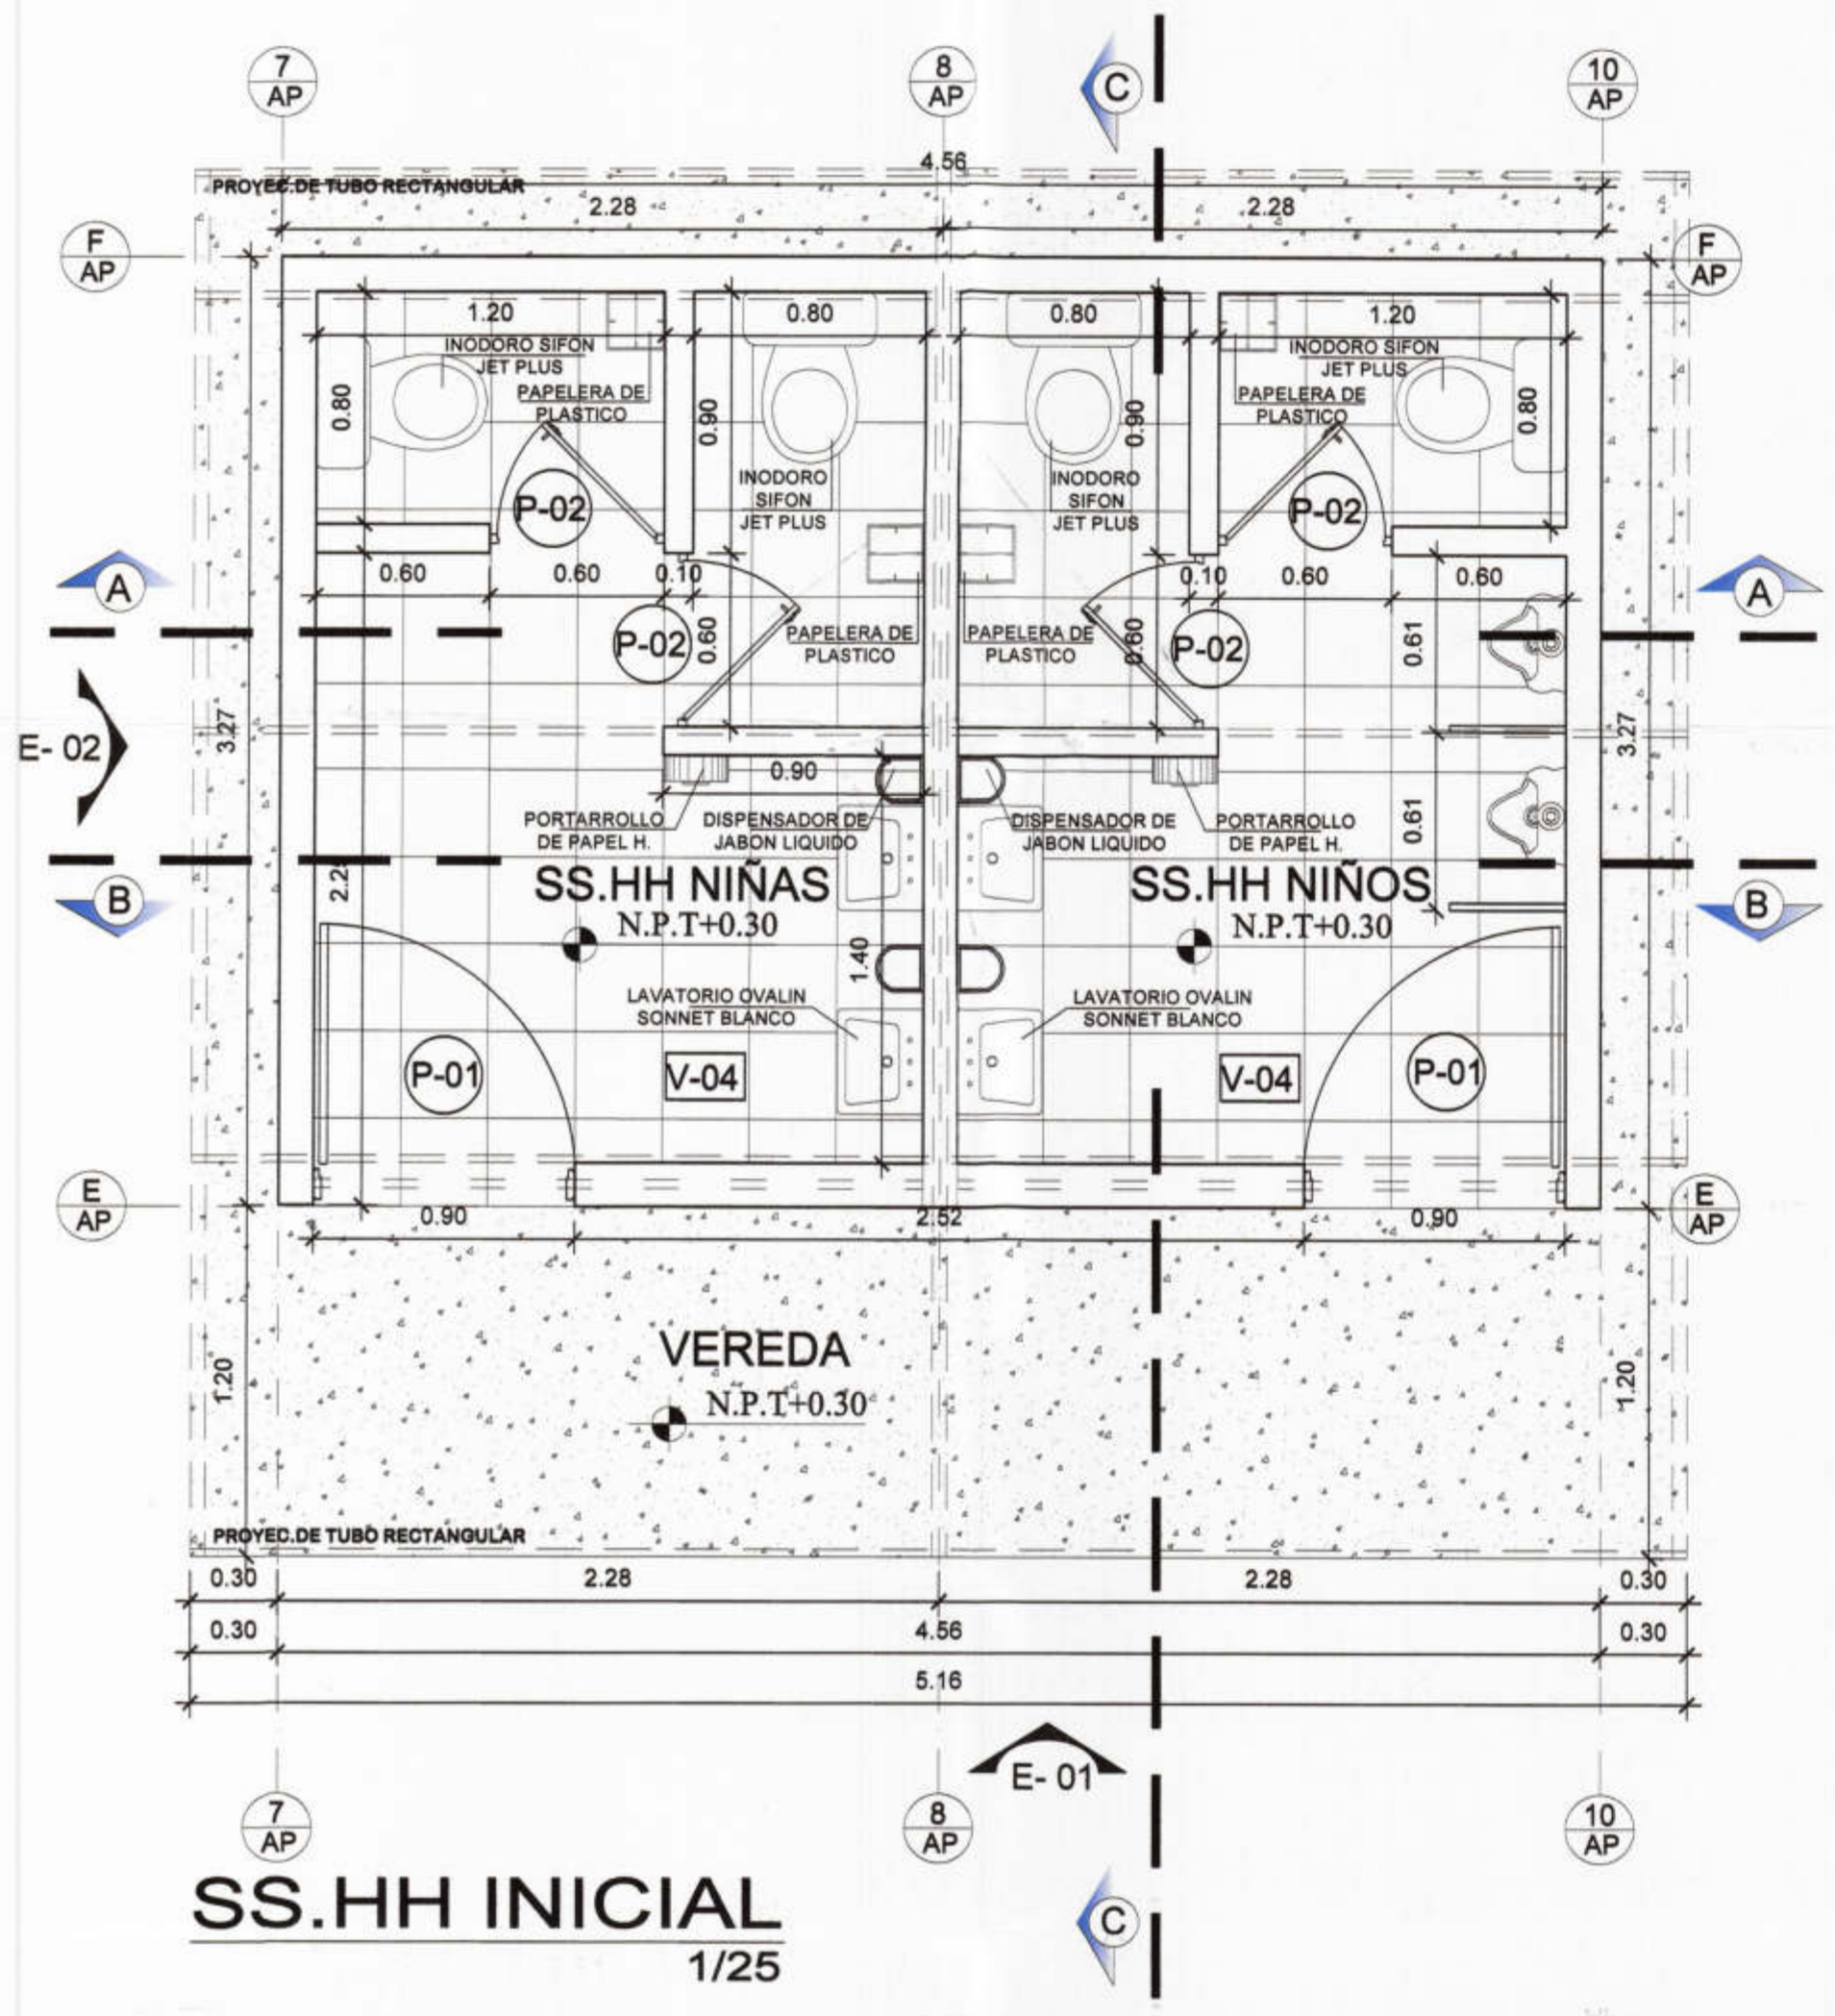 7
AP
8
AP
C
10
AP
4.56
PROYEC.DE TUBO RECTANGULAR
2.28
2.28
F
AP
F
AP
1.20
0.80
0.80
1.20
INODORO SIFON
JET PLUS
INODORO SIFON
JET PLUS
PAPELERA DE
PLASTICO
PAPELERA DE
PLASTICO
0.80
0.90
0.90
0.80
INODORO
SIFON
JET PLUS
INODORO
SIFON
JET PLUS
P-02
P-02
A
0.60
0.60
0.10
0.10
0.60
0.60
A
P-02
0.60
PAPELERA DE
PLASTICO
PAPELERA DE
PLASTICO
0.60
P-02
0.61
E- 02
3.27
3.27
0.90
PORTARROLLO
DE PAPEL H.
DISPENSADOR DE
JABON LIQUIDO
DISPENSADOR DE
JABON LIQUIDO
PORTARROLLO
DE PAPEL H.
0.61
B
SS.HH NIÑAS
N.P.T+0.30
SS.HH NIÑOS
N.P.T+0.30
B
1.40
LAVATORIO OVALIN
SONNET BLANCO
LAVATORIO OVALIN
SONNET BLANCO
P-01
V-04
V-04
P-01
E
AP
E
AP
0.90
2.52
0.90
VEREDA
N.P.T+0.30
1.20
1.20
PROYEC.DE TUBO RECTANGULAR
0.30
2.28
2.28
0.30
0.30
4.56
0.30
5.16
E- 01
7
AP
8
AP
10
AP
SS.HH INICIAL
1/25
C